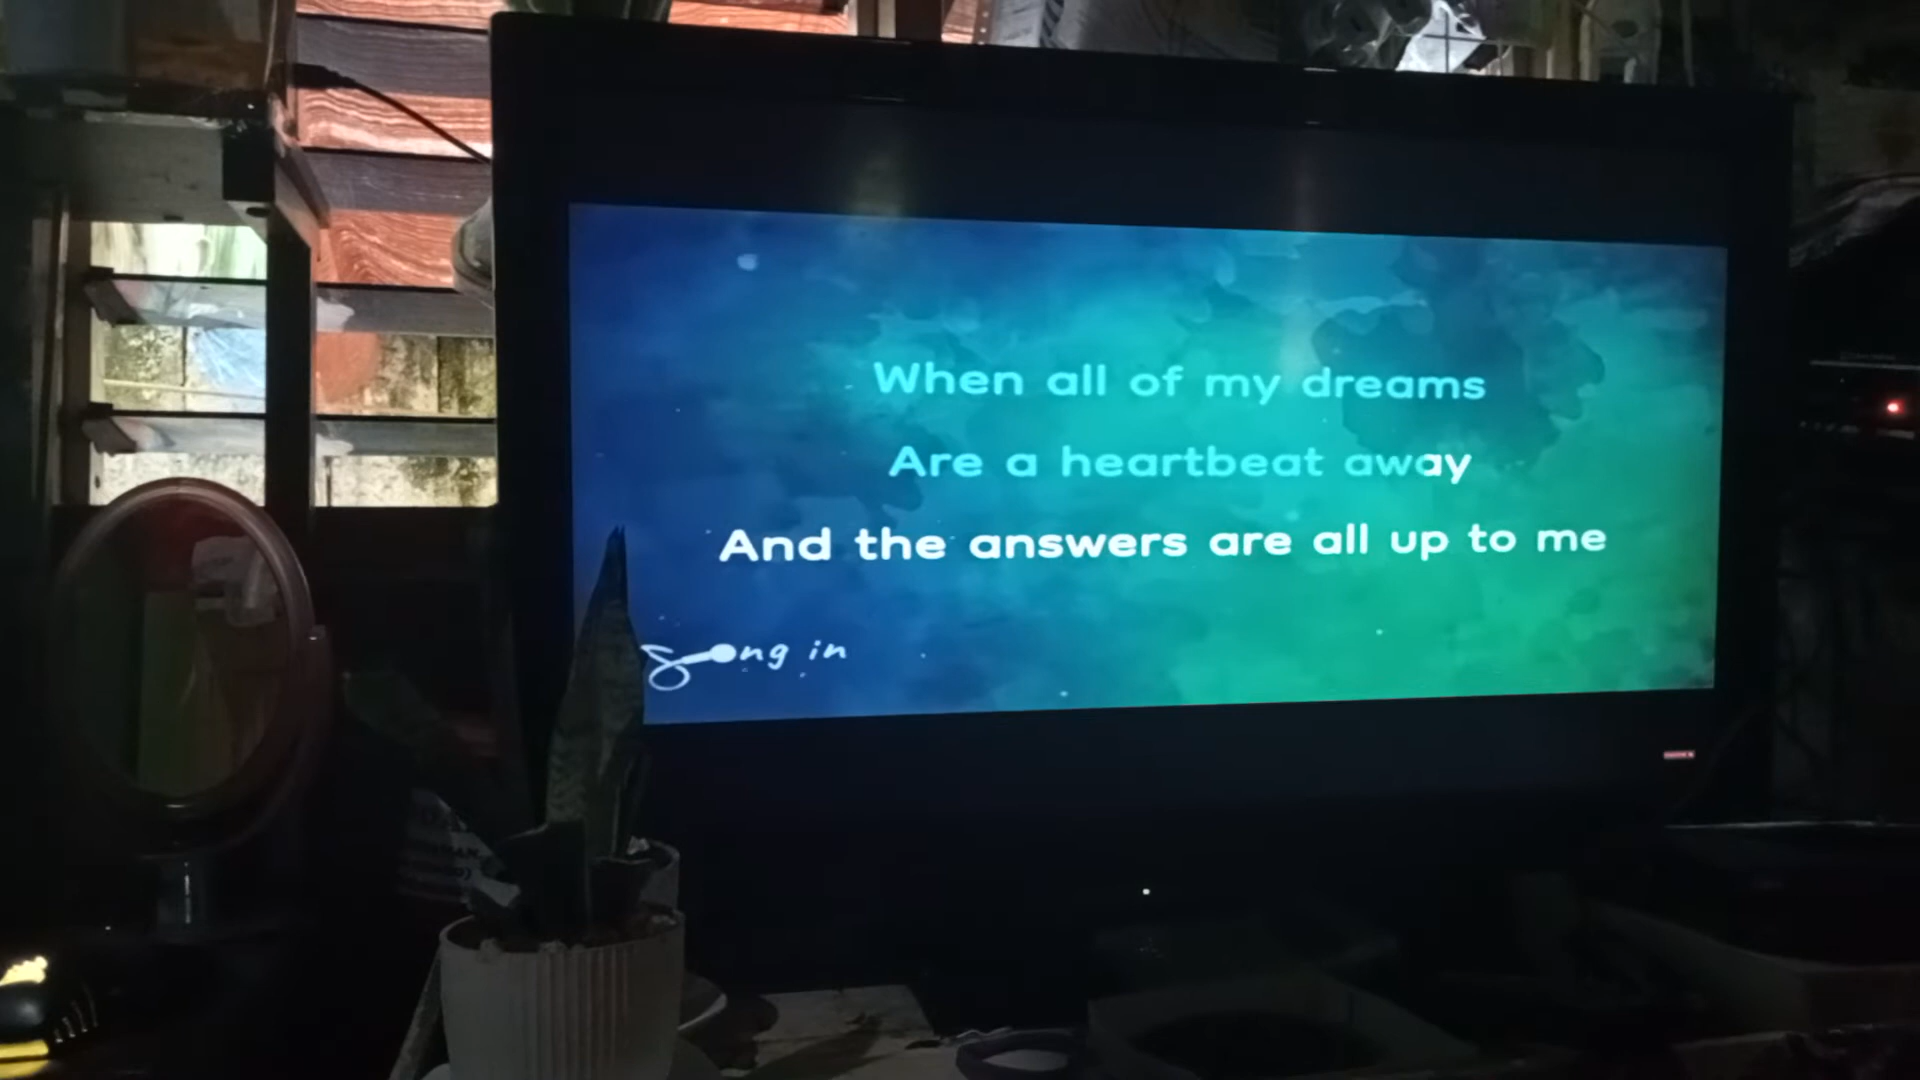 When all of my dreams
Are a heartbeat away
And the answers are all up to me
Song in